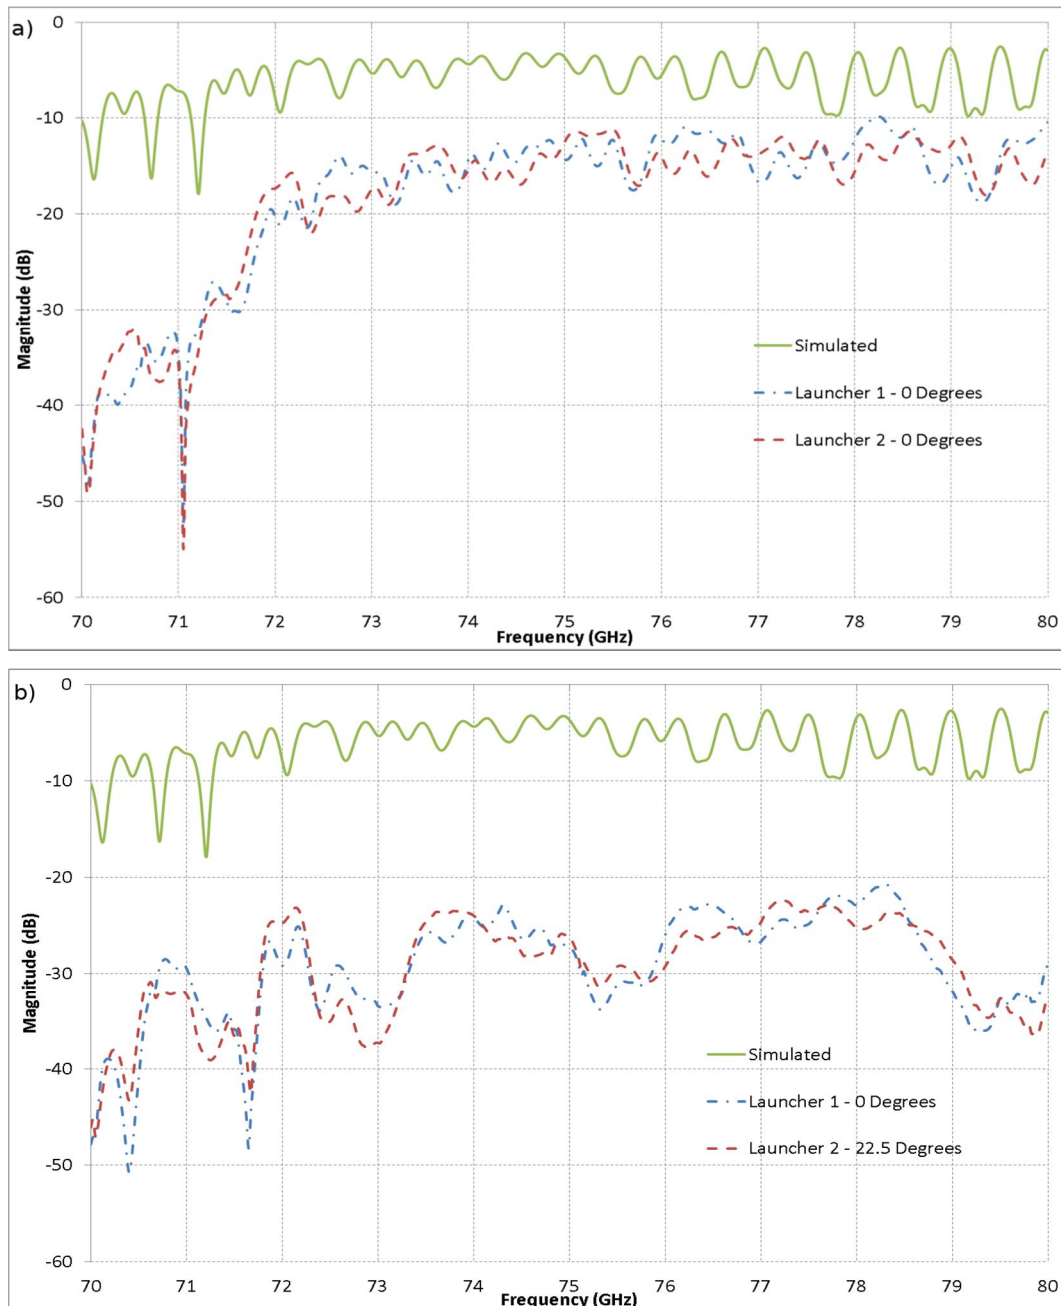 a)
0
-10
-20
-30
-40
-50
-60
Magnitude (dB)
Simulated
Launcher 1 - 0 Degrees
Launcher 2 - 0 Degrees
70 71 72 73 74 75 76 77 78 79 80
Frequency (GHz)
b)
0
-10
-20
-30
-40
-50
-60
Magnitude (dB)
Simulated
Launcher 1 - 0 Degrees
Launcher 2 - 22.5 Degrees
70 71 72 73 74 75 76 77 78 79 80
Frequency (GHz)